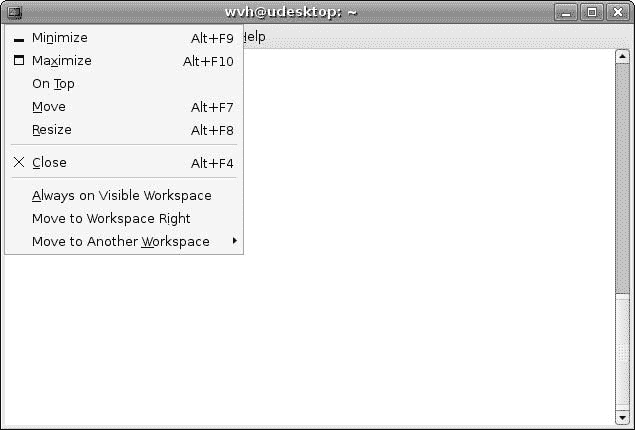 wvh@udesktop: ~
Help
Minimize Alt+F9
Maximize Alt+F10
On Top
Move Alt+F7
Resize Alt+F8
Close Alt+F4
Always on Visible Workspace
Move to Workspace Right
Move to Another Workspace